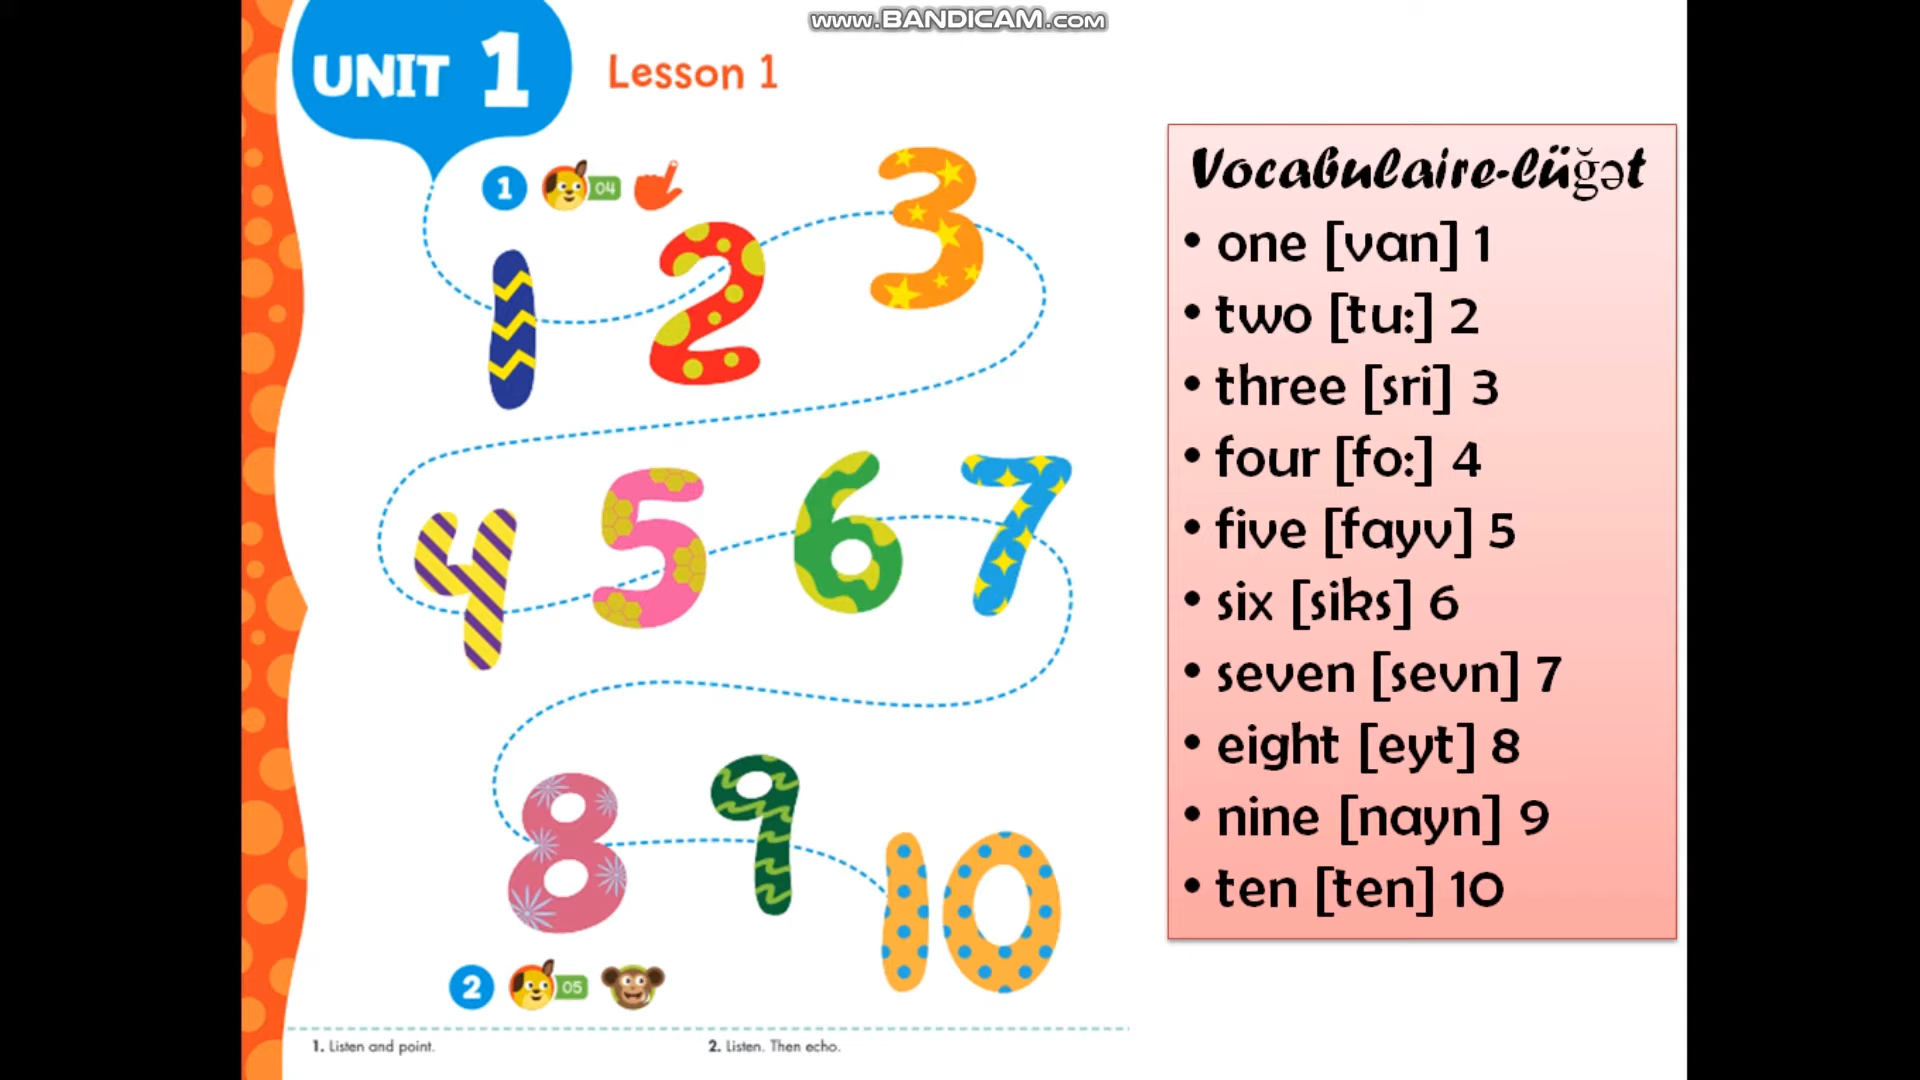 www.BANDICAM.com
UNIT 1
Lesson 1
1 04
1
2
3
4
5
6
7
8
9
10
2 05
1. Listen and point.
2. Listen. Then echo.
Vocabulaire-lüğət
• one [van] 1
• two [tu:] 2
• three [sri] 3
• four [fo:] 4
• five [fayv] 5
• six [siks] 6
• seven [sevn] 7
• eight [eyt] 8
• nine [nayn] 9
• ten [ten] 10